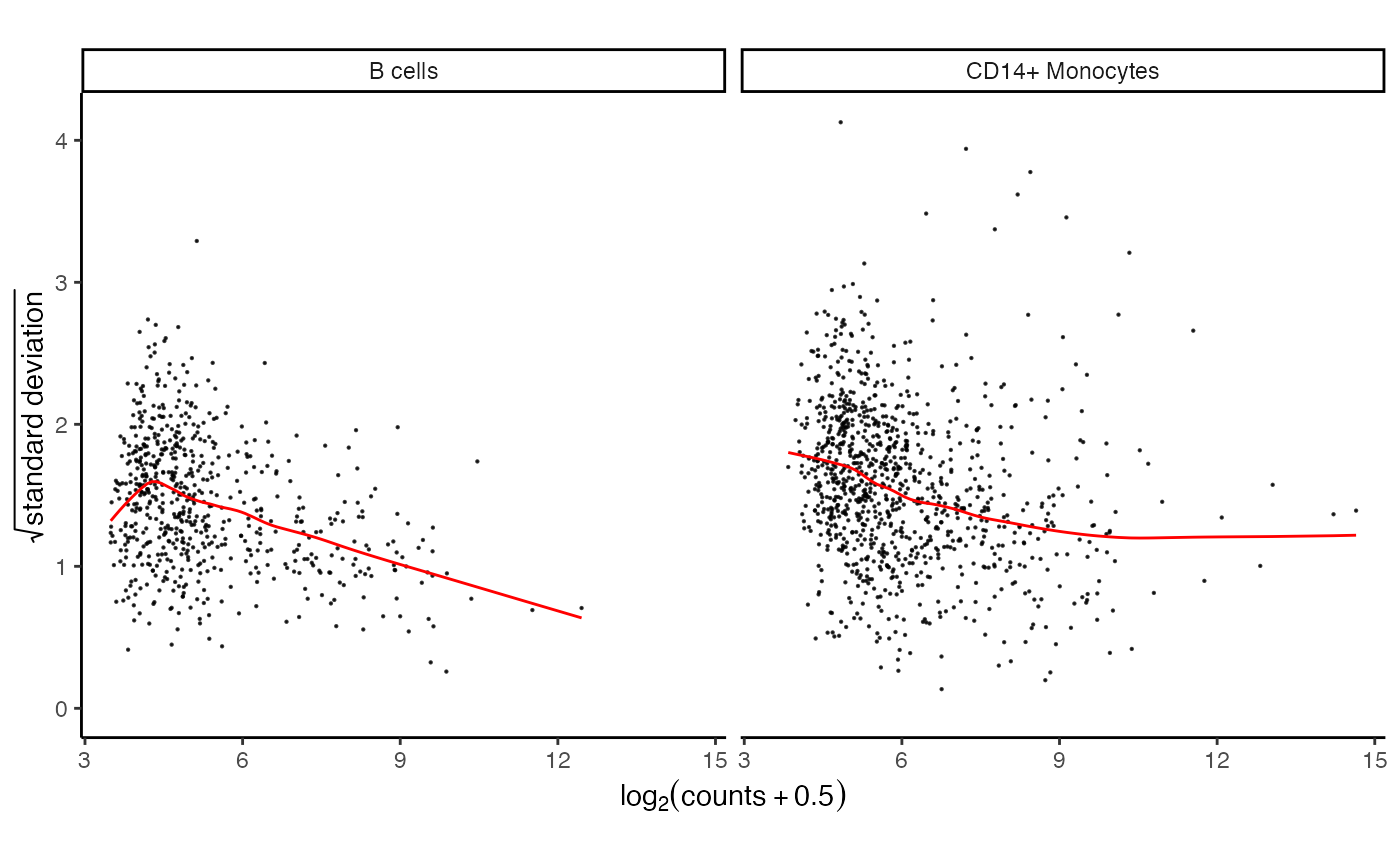 B cells
CD14+ Monocytes
√standard deviation
4
3
2
1
0
3 6 9 12 15
3 6 9 12 15
log₂(counts + 0.5)